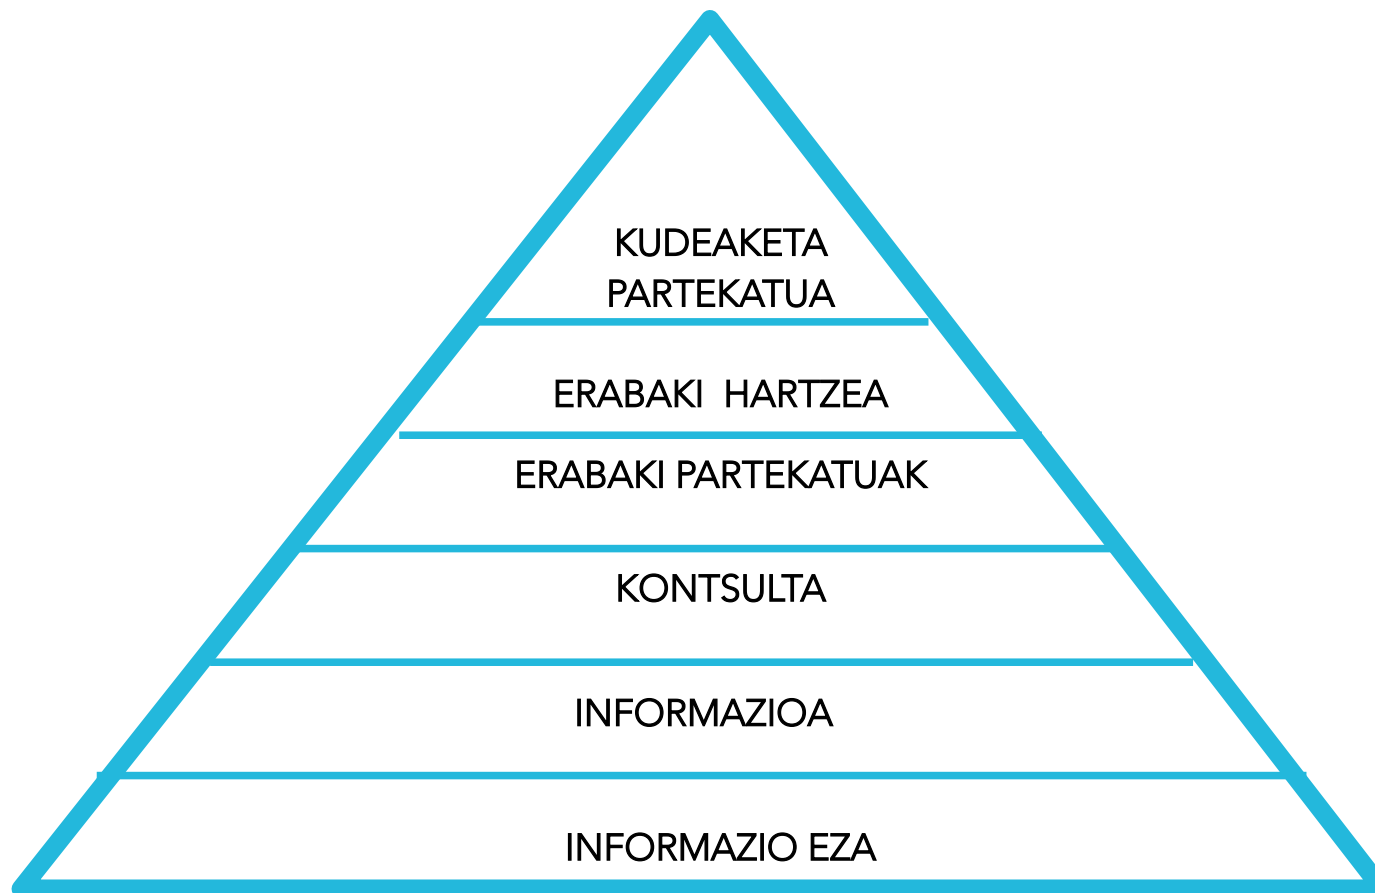 KUDEAKETA
PARTEKATUA
ERABAKI HARTZEA
ERABAKI PARTEKATUAK
KONTSULTA
INFORMAZIOA
INFORMAZIO EZA